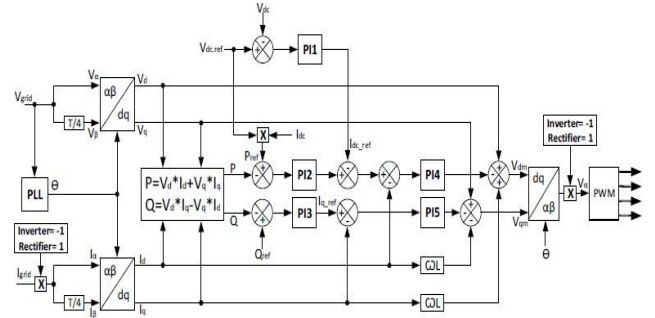 V_dc
V_dc.ref
PI1
V_grid
V_α
αβ
dq
V_d
T/4
V_β
V_q
X
I_dc
P_ref
I_dc_ref
Inverter= -1
Rectifier= 1
PLL
Θ
P=V_d*I_d+V_q*I_q
Q=V_d*I_q-V_q*I_d
P
PI2
PI4
V_dm
dq
αβ
X
V_α
PWM
Q
PI3
I_q_ref
PI5
V_qm
Q_ref
Θ
Inverter= -1
Rectifier= 1
I_α
αβ
dq
I_d
ωL
I_grid
X
T/4
I_β
I_q
ωL